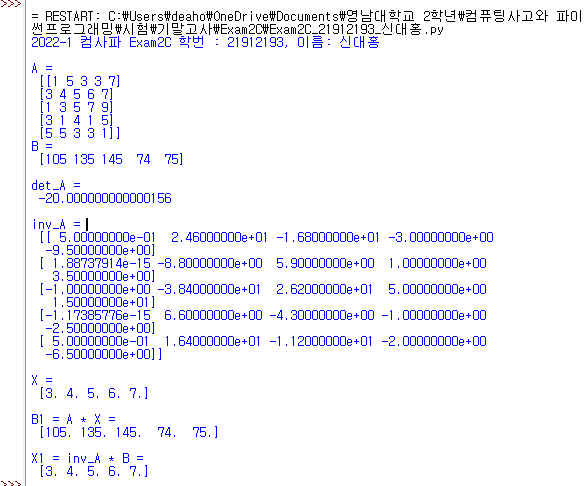 >>>
= RESTART: C:\Users\deaho\OneDrive\Documents\영남대학교 2학년\컴퓨팅사고와 파이
썬프로그래밍\시험\기말고사\Exam2C\Exam2C_21912193_신대홍.py
2022-1 컴사파 Exam2C 학번 : 21912193, 이름: 신대홍
A =
[[1 5 3 3 7]
[3 4 5 6 7]
[1 3 5 7 9]
[3 1 4 1 5]
[5 5 3 3 1]]
B =
[105 135 145  74  75]
det_A =
-20.000000000000156
inv_A =
[[ 5.00000000e-01  2.46000000e+01 -1.68000000e+01 -3.00000000e+00
-9.50000000e+00]
[ 1.88737914e-15 -8.80000000e+00  5.90000000e+00  1.00000000e+00
3.50000000e+00]
[-1.00000000e+00 -3.84000000e+01  2.62000000e+01  5.00000000e+00
1.50000000e+01]
[-1.17385776e-15  6.60000000e+00 -4.30000000e+00 -1.00000000e+00
-2.50000000e+00]
[ 5.00000000e-01  1.64000000e+01 -1.12000000e+01 -2.00000000e+00
-6.50000000e+00]]
X =
[3. 4. 5. 6. 7.]
B1 = A * X =
[105. 135. 145.  74.  75.]
X1 = inv_A * B =
[3. 4. 5. 6. 7.]
>>>